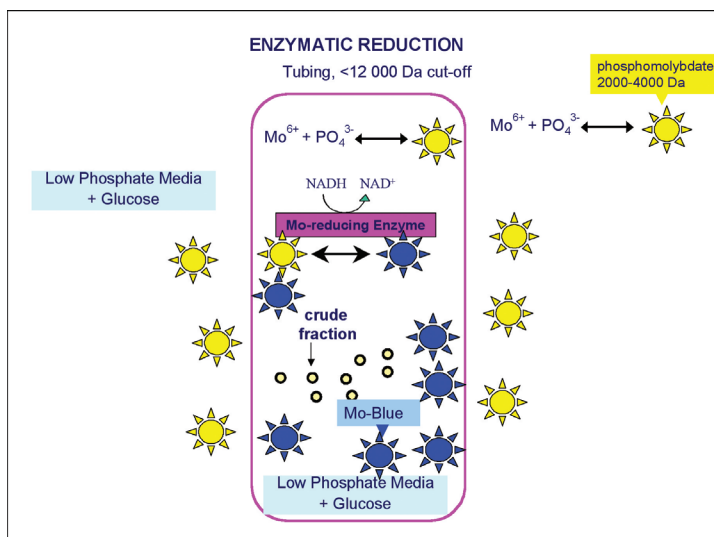 ENZYMATIC REDUCTION
Tubing, <12 000 Da cut-off
phosphomolybdate
2000-4000 Da
Mo⁶⁺ + PO₄³⁻
Mo⁶⁺ + PO₄³⁻
Low Phosphate Media
+ Glucose
NADH NAD⁺
Mo-reducing Enzyme
crude
fraction
Mo-Blue
Low Phosphate Media
+ Glucose